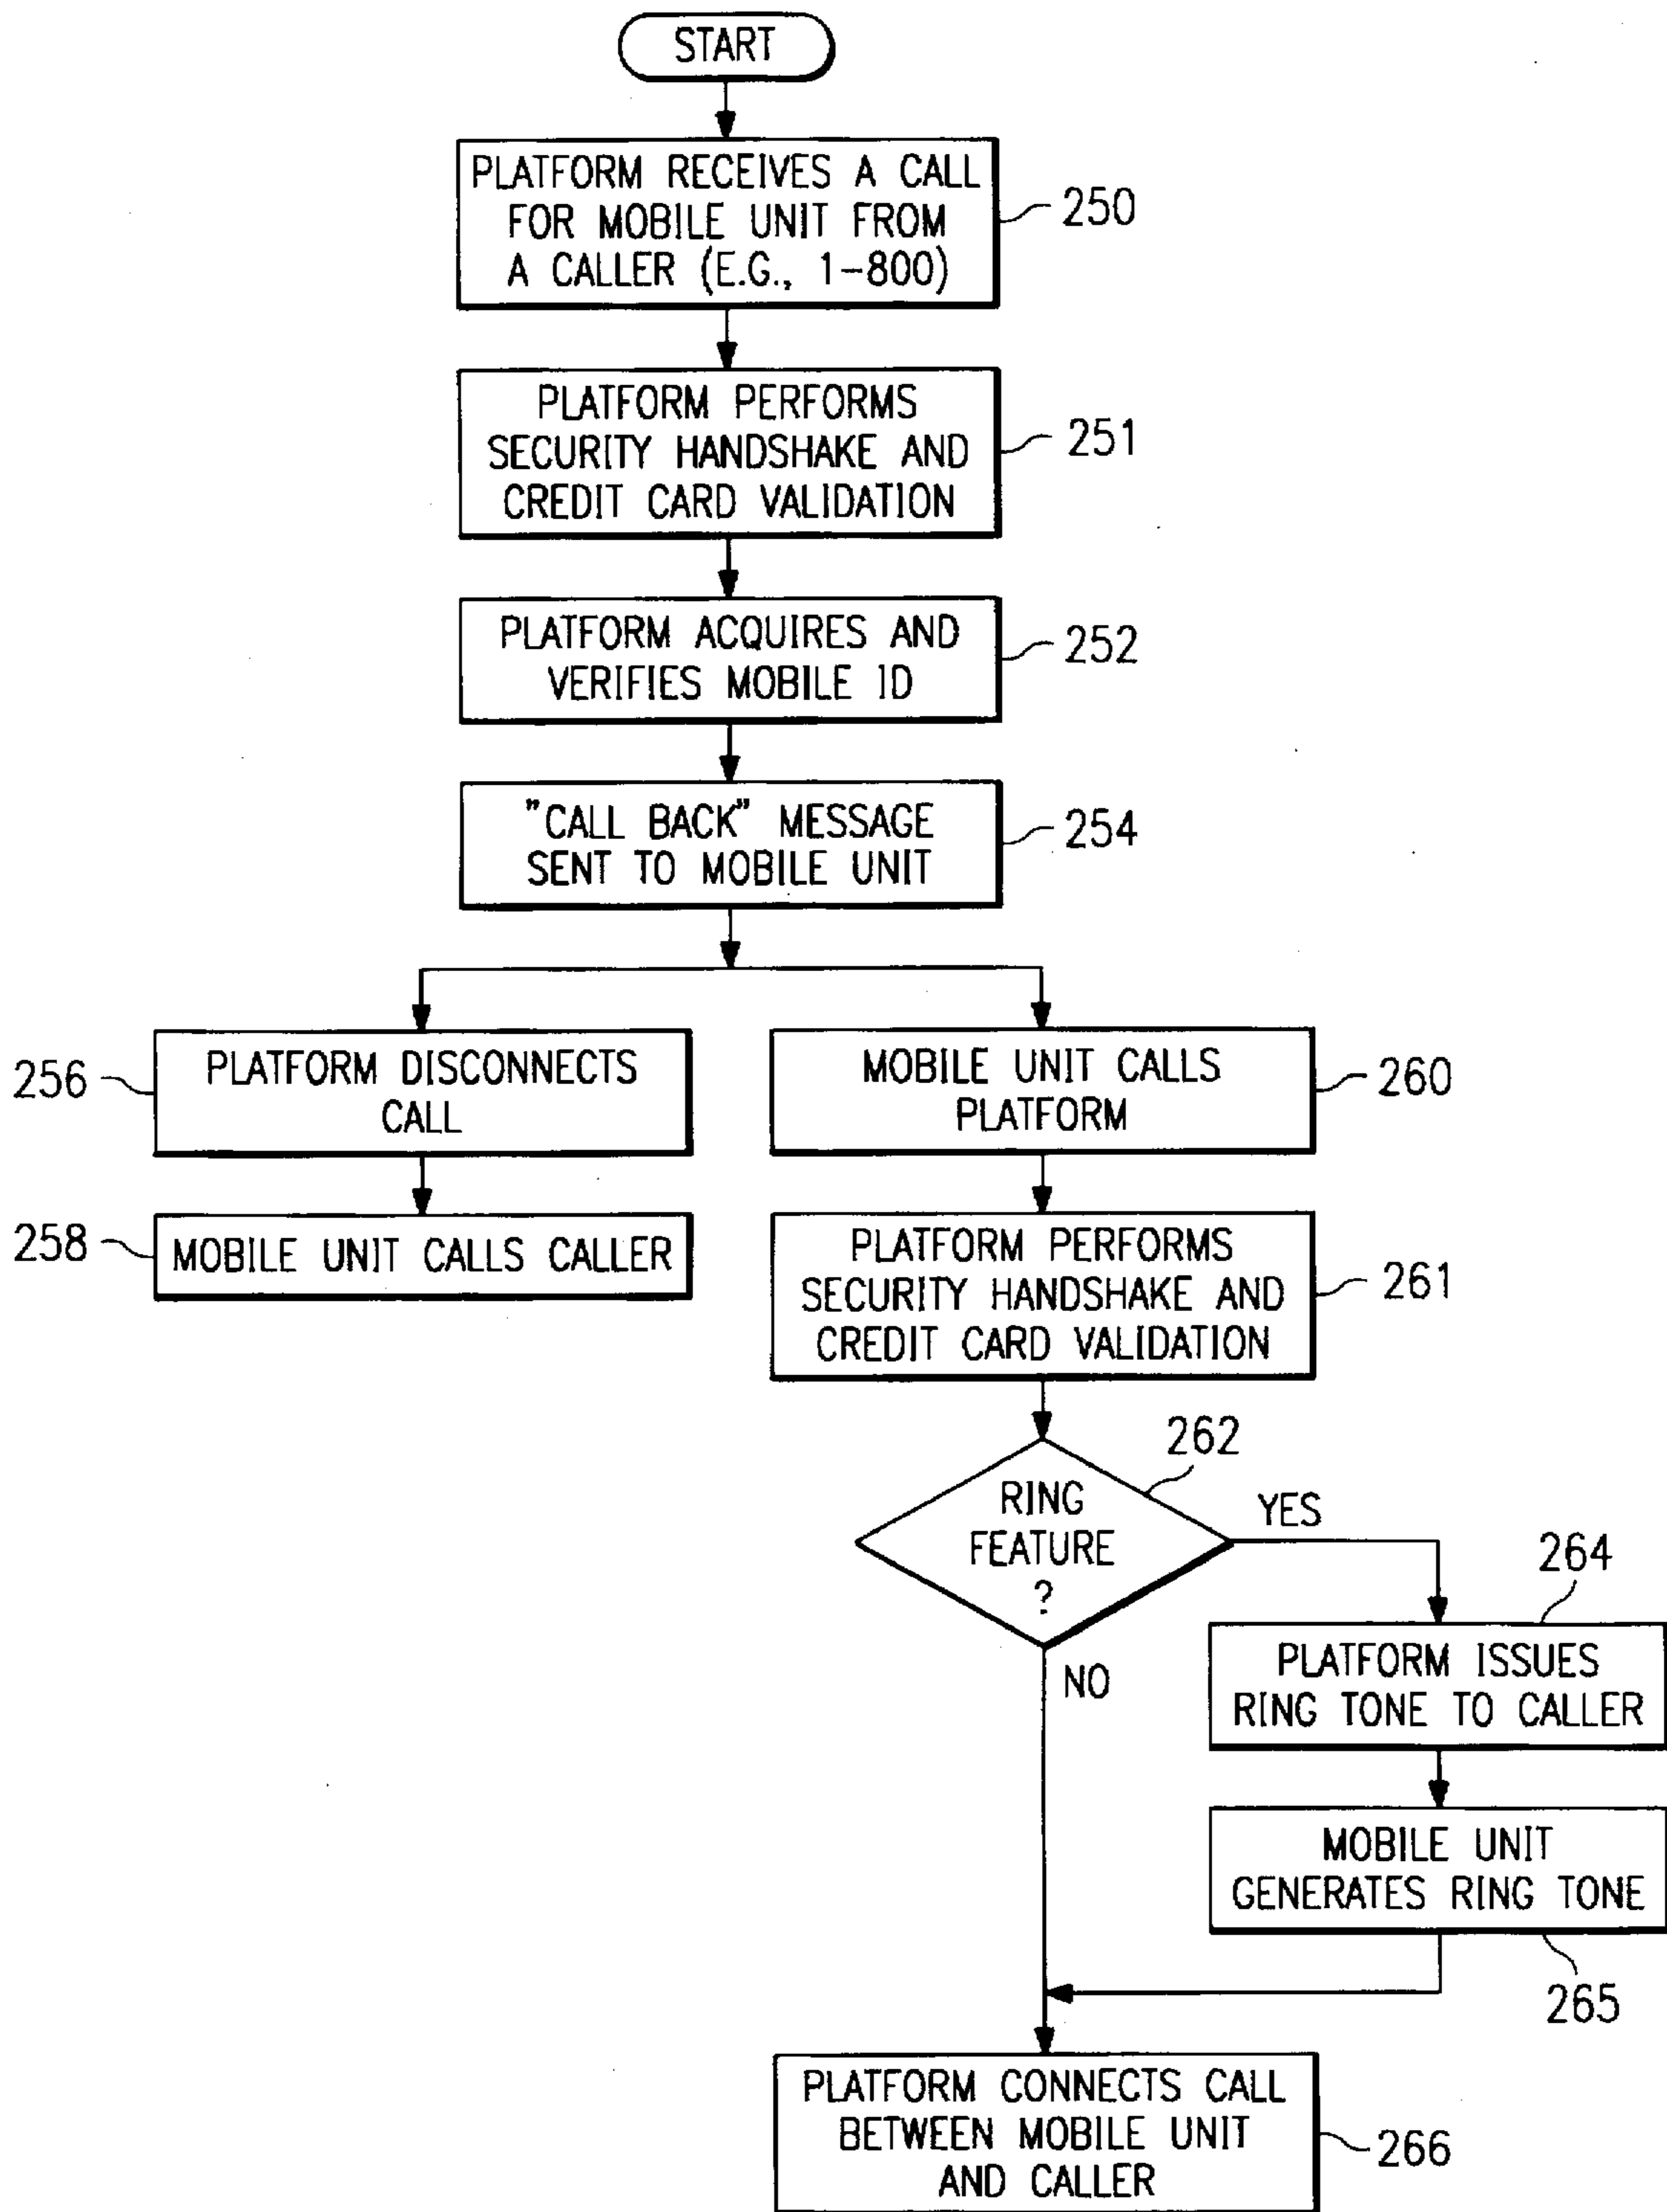 START
PLATFORM RECEIVES A CALL
FOR MOBILE UNIT FROM
A CALLER (E.G., 1-800)
250
PLATFORM PERFORMS
SECURITY HANDSHAKE AND
CREDIT CARD VALIDATION
251
PLATFORM ACQUIRES AND
VERIFIES MOBILE ID
252
"CALL BACK" MESSAGE
SENT TO MOBILE UNIT
254
256
PLATFORM DISCONNECTS
CALL
258
MOBILE UNIT CALLS CALLER
MOBILE UNIT CALLS
PLATFORM
260
PLATFORM PERFORMS
SECURITY HANDSHAKE AND
CREDIT CARD VALIDATION
261
262
RING
FEATURE
?
YES
NO
264
PLATFORM ISSUES
RING TONE TO CALLER
MOBILE UNIT
GENERATES RING TONE
265
PLATFORM CONNECTS CALL
BETWEEN MOBILE UNIT
AND CALLER
266